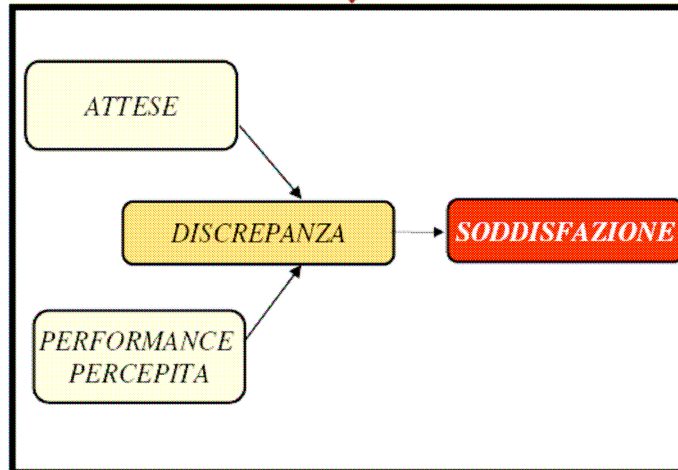 ATTESE
DISCREPANZA
SODDISFAZIONE
PERFORMANCE
PERCEPITA